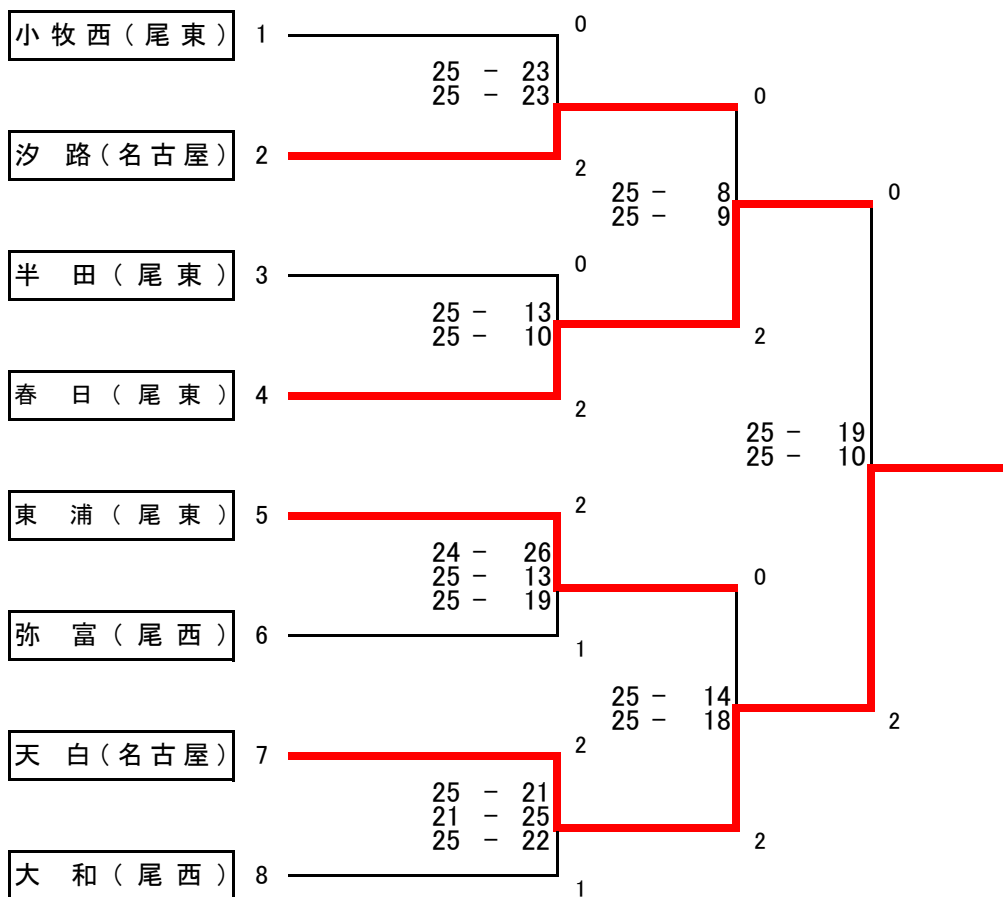 小牧西(尾東) 1
0
25 - 23
25 - 23
0
汐 路(名古屋) 2
2
25 - 8
25 - 9
0
半 田(尾東) 3
0
25 - 13
25 - 10
2
春 日(尾東) 4
2
25 - 19
25 - 10
東 浦(尾東) 5
2
24 - 26
25 - 13
25 - 19
0
弥 富(尾西) 6
1
25 - 14
25 - 18
2
天 白(名古屋) 7
2
25 - 21
21 - 25
25 - 22
2
大 和(尾西) 8
1